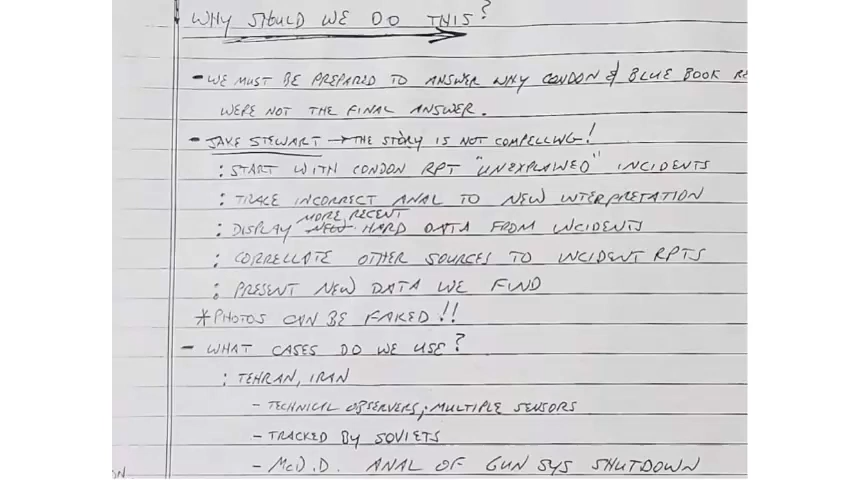 WHY SHOULD WE DO THIS?
- WE MUST BE PREPARED TO ANSWER WHY CONDON & BLUE BOOK RE
WERE NOT THE FINAL ANSWER.
- JAKE STEWART → THE STORY IS NOT COMPELLING!
: START WITH CONDON RPT "UNEXPLAINED" INCIDENTS
: TRACE INCORRECT ANAL TO NEW INTERPRETATION
MORE RECENT
: DISPLAY NEW HARD DATA FROM INCIDENTS
: CORRELLATE OTHER SOURCES TO INCIDENT RPTS
: PRESENT NEW DATA WE FIND
* PHOTOS CAN BE FAKED!!
- WHAT CASES DO WE USE?
: TEHRAN, IRAN
- TECHNICAL OBSERVERS, MULTIPLE SENSORS
- TRACKED BY SOVIETS
- McD.D. ANAL OF GUN SYS SHUTDOWN
ON